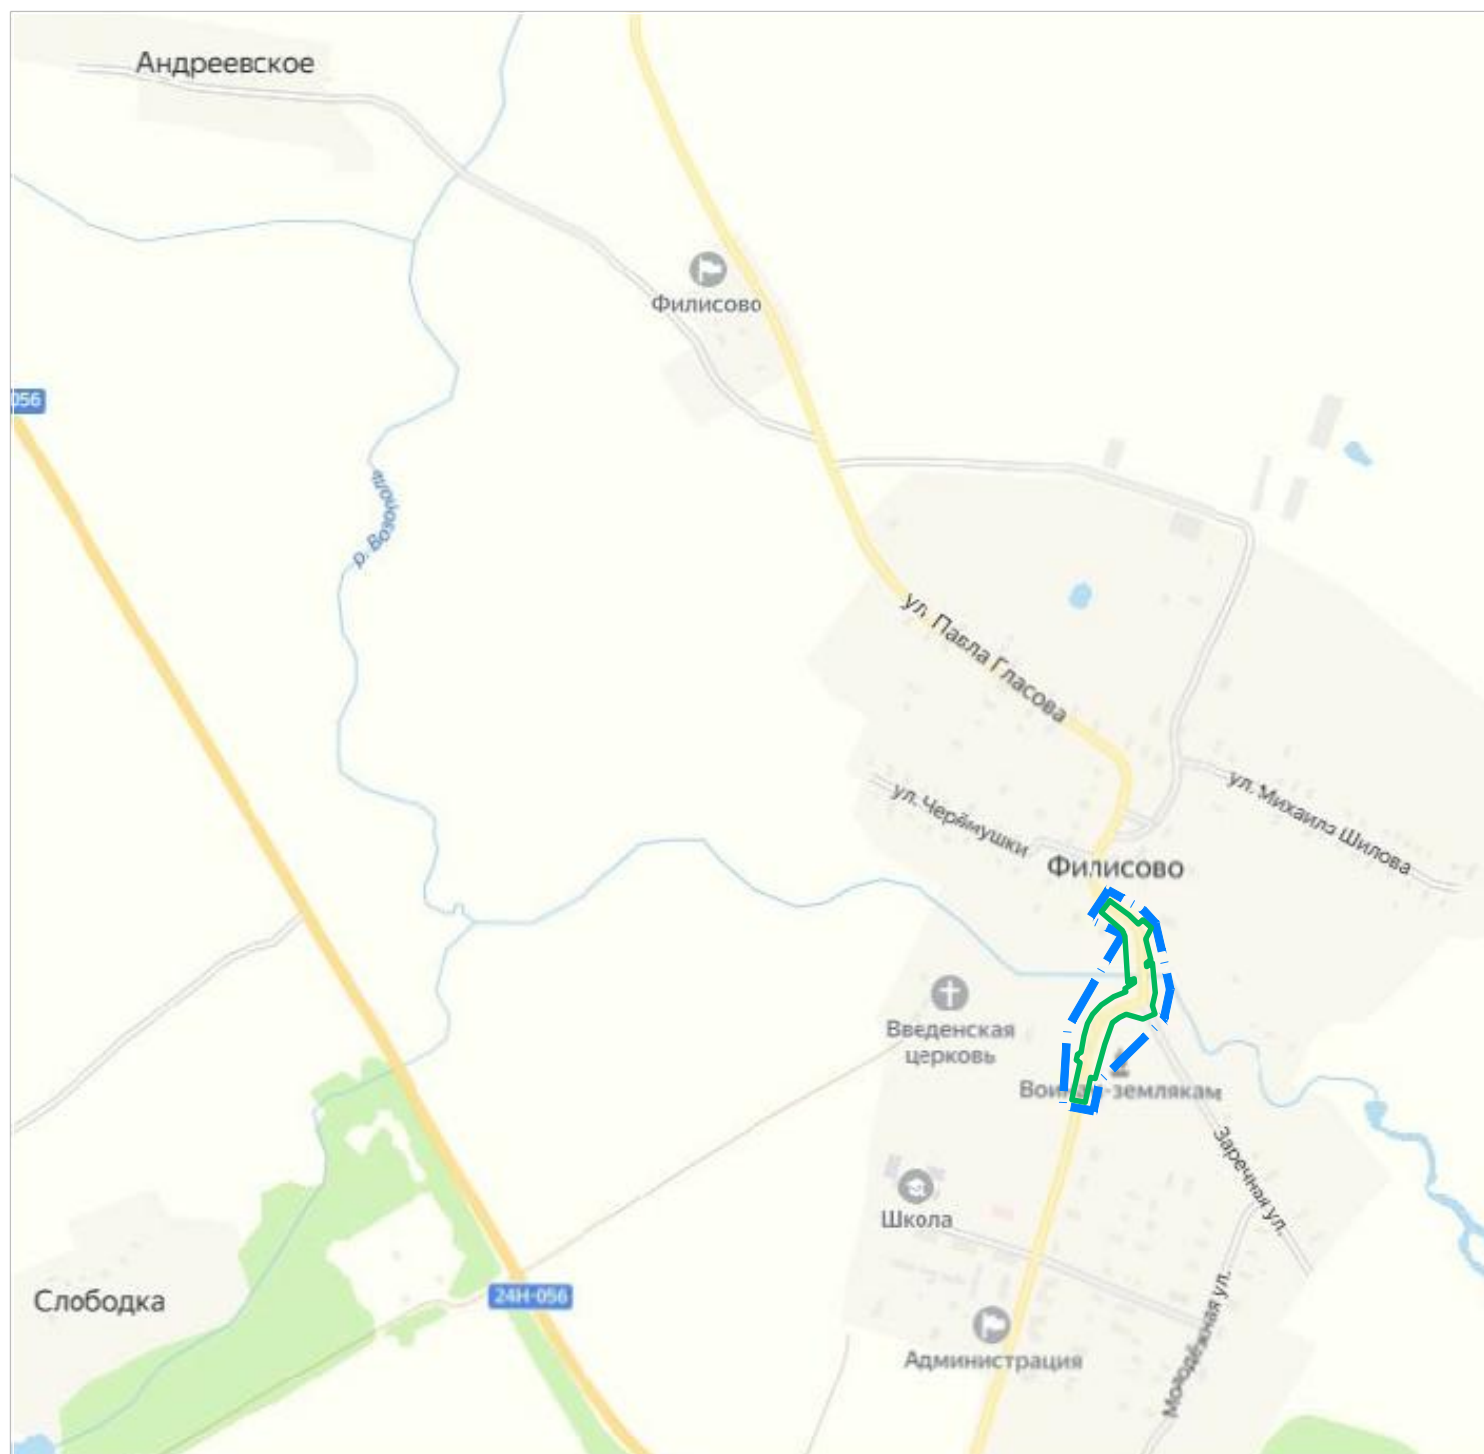 Андреевское
Филисово
056
р. Возополь
ул. Павла Гласова
ул. Михаила Шилова
ул. Черёмушки
Филисово
Введенская
церковь
землякам
Заречная ул.
Школа
24Н-056
Слободка
Молодёжная ул.
Администрация